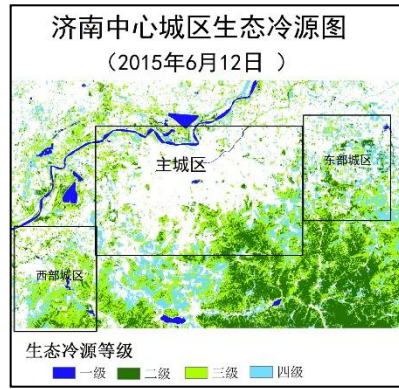 济南中心城区生态冷源图
（2015年6月12日 ）
主城区
东部城区
西部城区
生态冷源等级
一级 二级 三级 四级